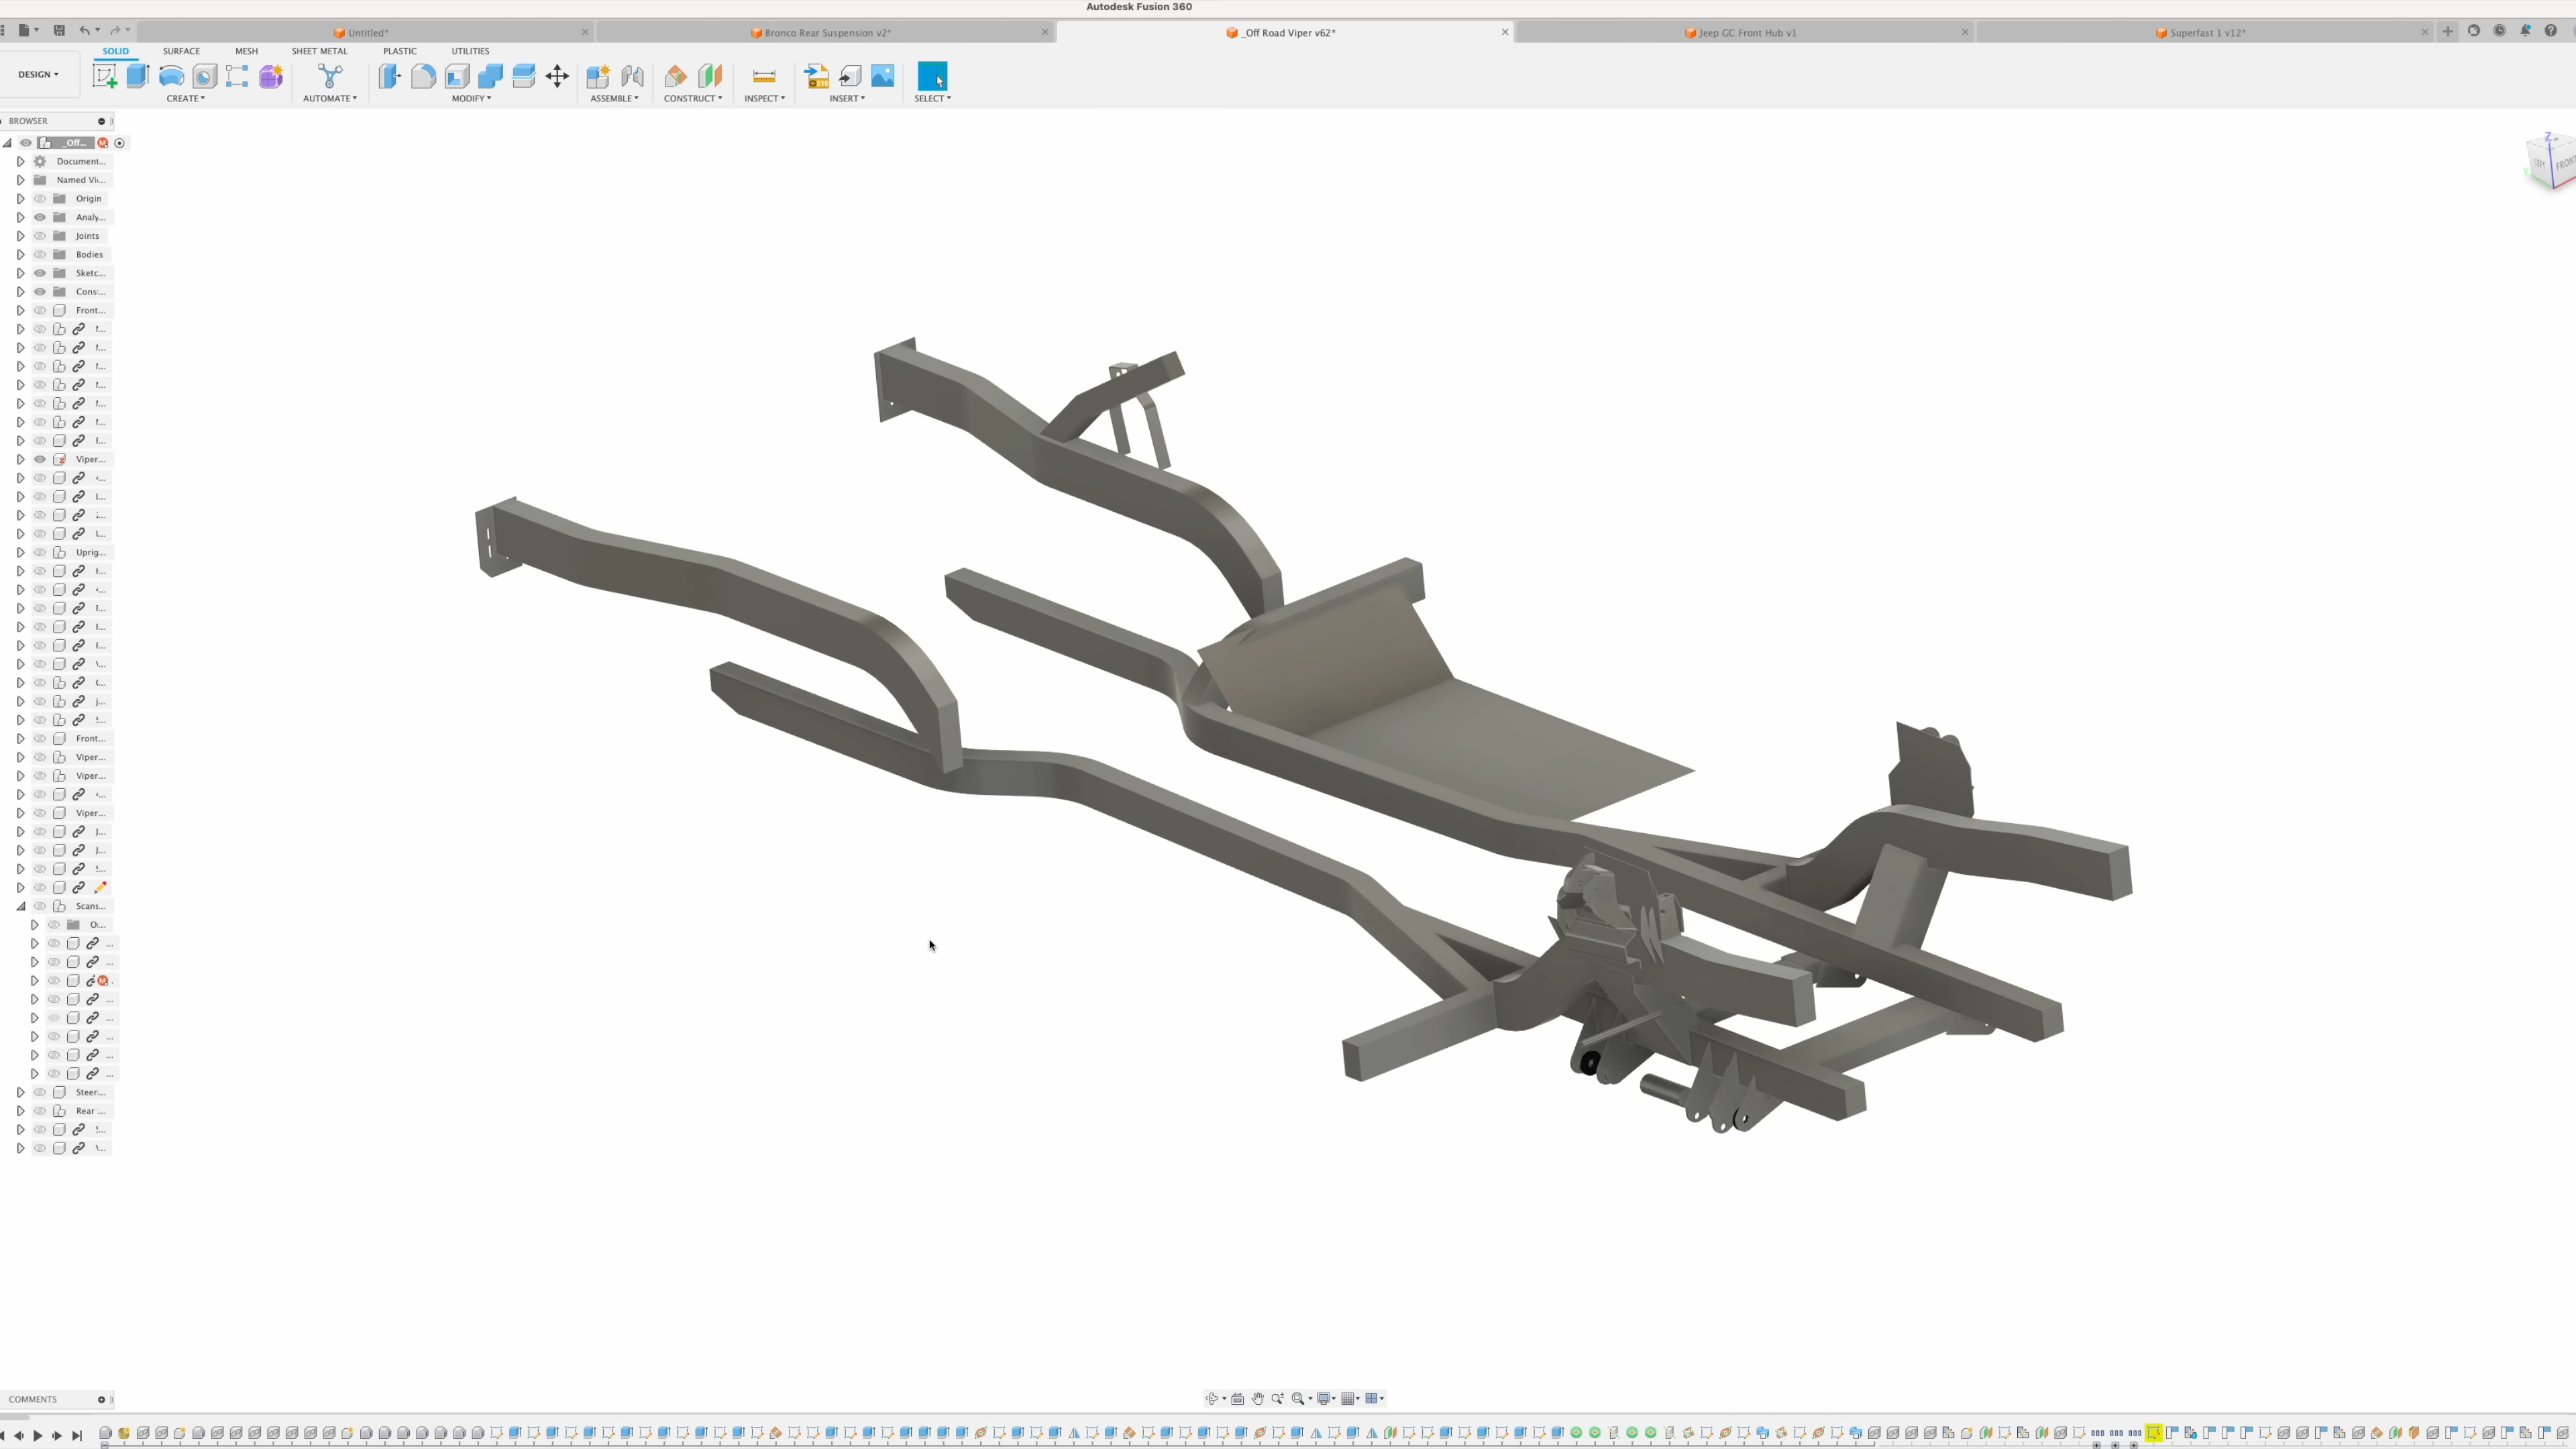 Autodesk Fusion 360
Untitled*
Bronco Rear Suspension v2*
_Off Road Viper v62*
Jeep GC Front Hub v1
Superfast 1 v12*
SOLID SURFACE MESH SHEET METAL PLASTIC UTILITIES
DESIGN
CREATE AUTOMATE MODIFY ASSEMBLE CONSTRUCT INSPECT INSERT SELECT
BROWSER
_Off...
Document...
Named Vi...
Origin
Analy...
Joints
Bodies
Sketc...
Cons...
Front...
Viper...
Uprig...
Front...
Viper...
Viper...
Viper...
Scans...
O...
Steer...
Rear ...
COMMENTS
Z
LEFT FRONT